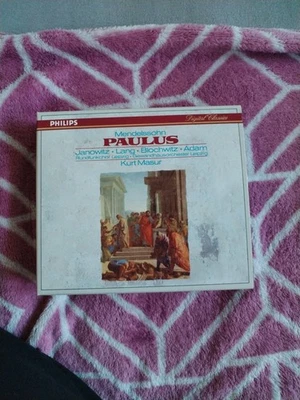 PHILIPS
Digital Classics
Mendelssohn
PAULUS
Janowitz · Lang · Blochwitz · Adam
Rundfunkchor Leipzig · Gewandhausorchester Leipzig
Kurt Masur